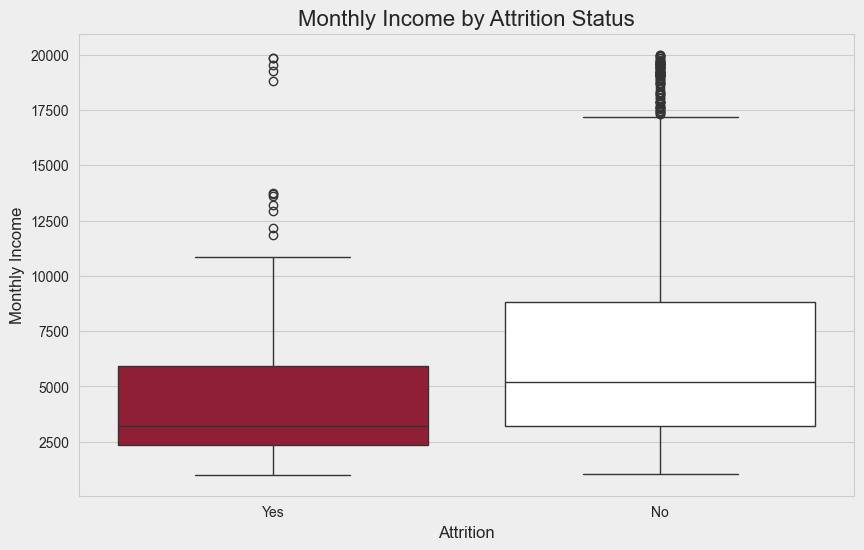 Monthly Income by Attrition Status
20000
17500
15000
12500
10000
7500
5000
2500
Monthly Income
Yes
No
Attrition